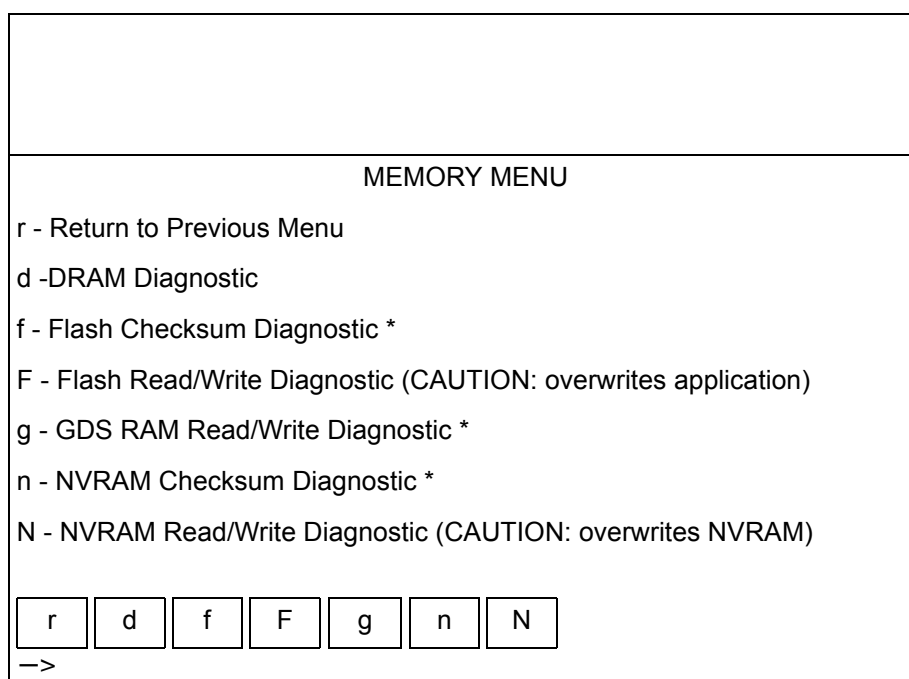 MEMORY MENU
r - Return to Previous Menu
d -DRAM Diagnostic
f - Flash Checksum Diagnostic *
F - Flash Read/Write Diagnostic (CAUTION: overwrites application)
g - GDS RAM Read/Write Diagnostic *
n - NVRAM Checksum Diagnostic *
N - NVRAM Read/Write Diagnostic (CAUTION: overwrites NVRAM)
r d f F g n N
—>